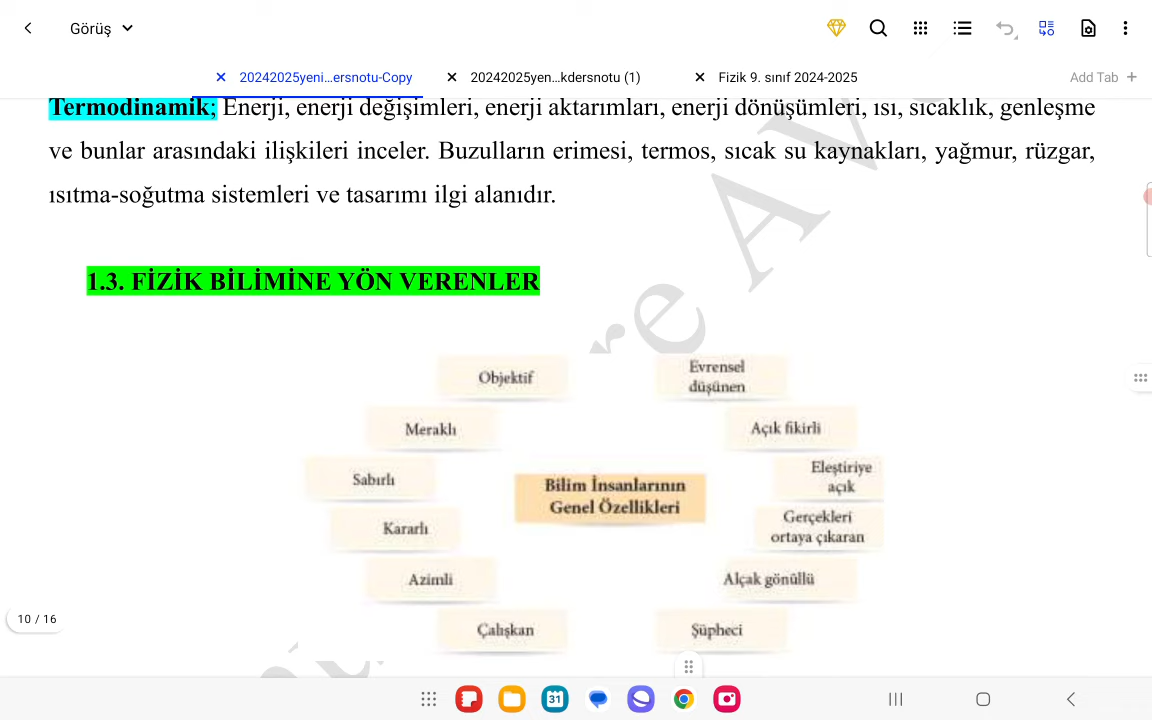 Görüş
20242025yeni...ersnotu-Copy
20242025yen...kdersnotu (1)
Fizik 9. sınıf 2024-2025
Add Tab +
Termodinamik; Enerji, enerji değişimleri, enerji aktarımları, enerji dönüşümleri, ısı, sıcaklık, genleşme
ve bunlar arasındaki ilişkileri inceler. Buzulların erimesi, termos, sıcak su kaynakları, yağmur, rüzgar,
ısıtma-soğutma sistemleri ve tasarımı ilgi alanıdır.
1.3. FİZİK BİLİMİNE YÖN VERENLER
Objektif
Evrensel
düşünen
Meraklı
Açık fikirli
Sabırlı
Eleştiriye
açık
Bilim İnsanlarının
Genel Özellikleri
Kararlı
Gerçekleri
ortaya çıkaran
Azimli
Alçak gönüllü
Çalışkan
Şüpheci
10 / 16
31